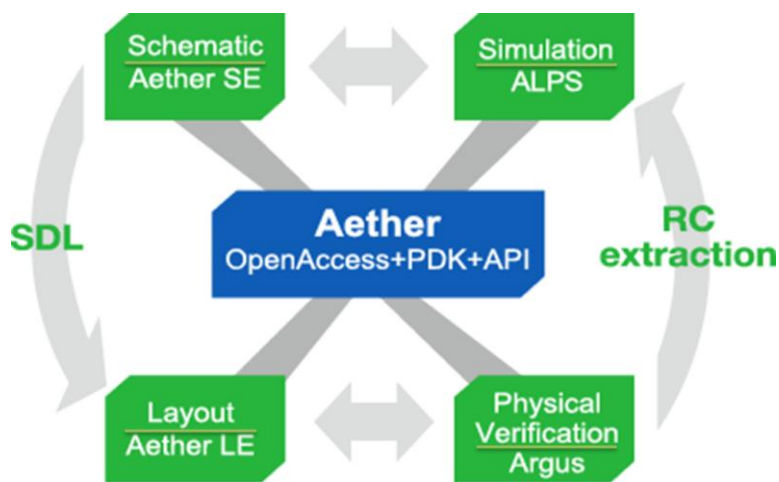 Schematic
Aether SE
Simulation
ALPS
SDL
Aether
OpenAccess+PDK+API
RC
extraction
Layout
Aether LE
Physical
Verification
Argus